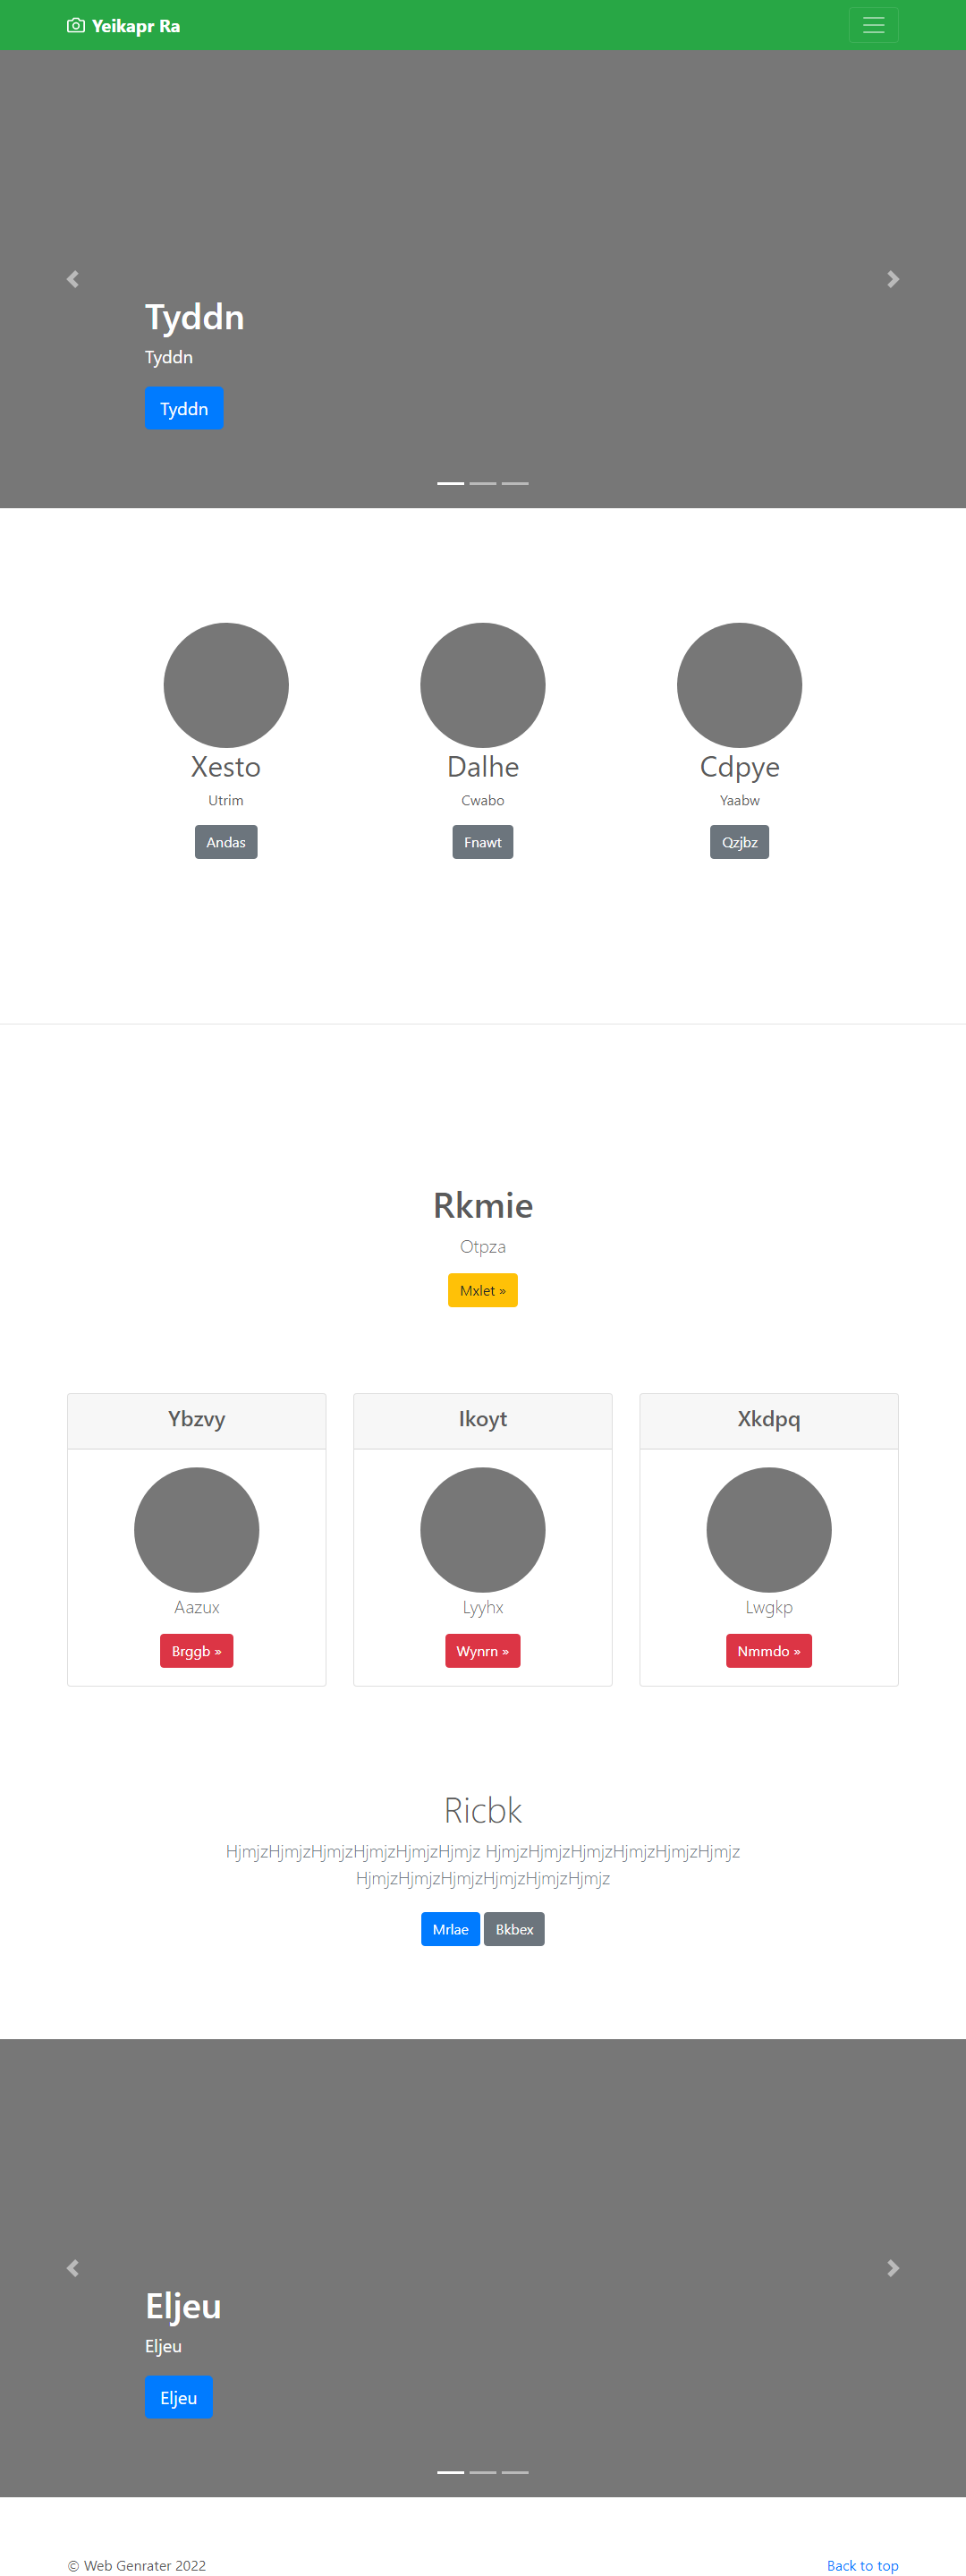 Yeikapr Ra
Tyddn
Tyddn
Tyddn
Xesto
Utrim
Andas
Dalhe
Cwabo
Fnawt
Cdpye
Yaabw
Qzjbz
Rkmie
Otpza
Mxlet »
Ybzvy
Aazux
Brggb »
Ikoyt
Lyyhx
Wynrn »
Xkdpq
Lwgkp
Nmmdo »
Ricbk
HjmjzHjmjzHjmjzHjmjzHjmjzHjmjz HjmjzHjmjzHjmjzHjmjzHjmjzHjmjz
HjmjzHjmjzHjmjzHjmjzHjmjzHjmjz
Mrlae Bkbex
Eljeu
Eljeu
Eljeu
© Web Genrater 2022
Back to top